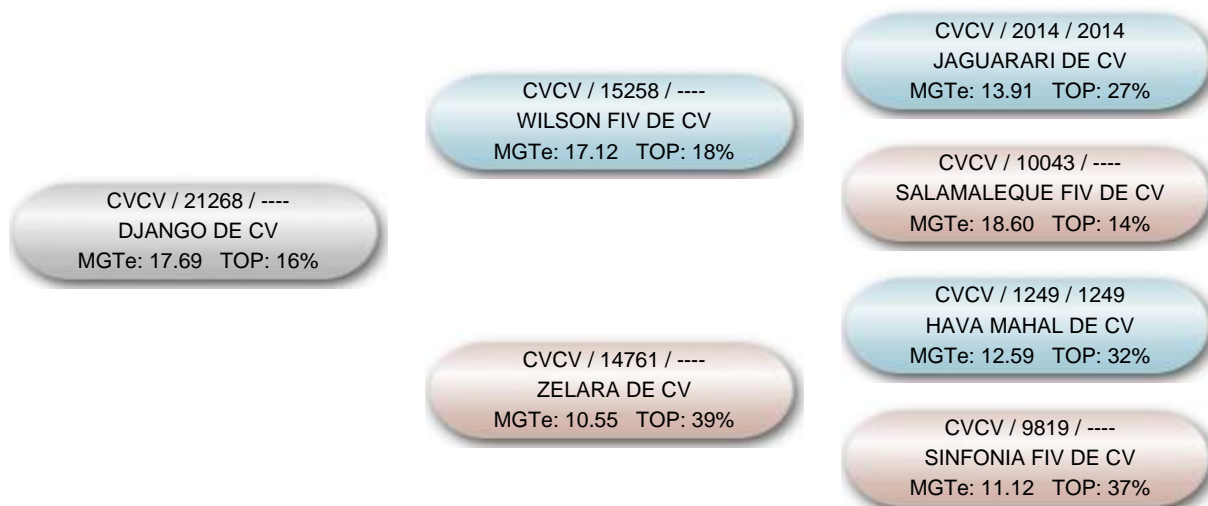 CVCV / 21268 / ----
DJANGO DE CV
MGTe: 17.69 TOP: 16%
CVCV / 15258 / ----
WILSON FIV DE CV
MGTe: 17.12 TOP: 18%
CVCV / 14761 / ----
ZELARA DE CV
MGTe: 10.55 TOP: 39%
CVCV / 2014 / 2014
JAGUARARI DE CV
MGTe: 13.91 TOP: 27%
CVCV / 10043 / ----
SALAMALEQUE FIV DE CV
MGTe: 18.60 TOP: 14%
CVCV / 1249 / 1249
HAVA MAHAL DE CV
MGTe: 12.59 TOP: 32%
CVCV / 9819 / ----
SINFONIA FIV DE CV
MGTe: 11.12 TOP: 37%